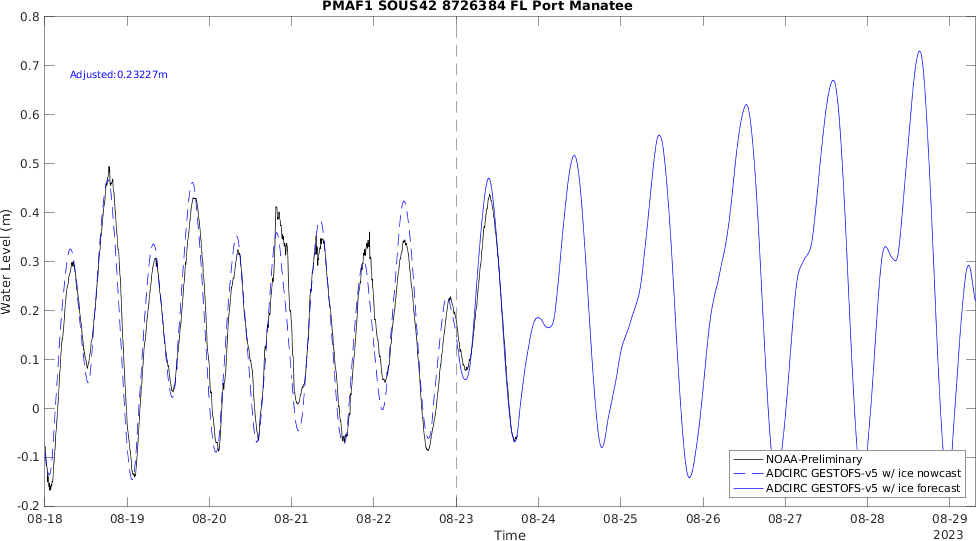 PMAF1 SOUS42 8726384 FL Port Manatee
Adjusted:0.23227m
Water Level (m)
0.8
0.7
0.6
0.5
0.4
0.3
0.2
0.1
0
-0.1
-0.2
NOAA-Preliminary
ADCIRC GESTOFS-v5 w/ ice nowcast
ADCIRC GESTOFS-v5 w/ ice forecast
08-18 08-19 08-20 08-21 08-22 08-23 08-24 08-25 08-26 08-27 08-28 08-29
Time
2023